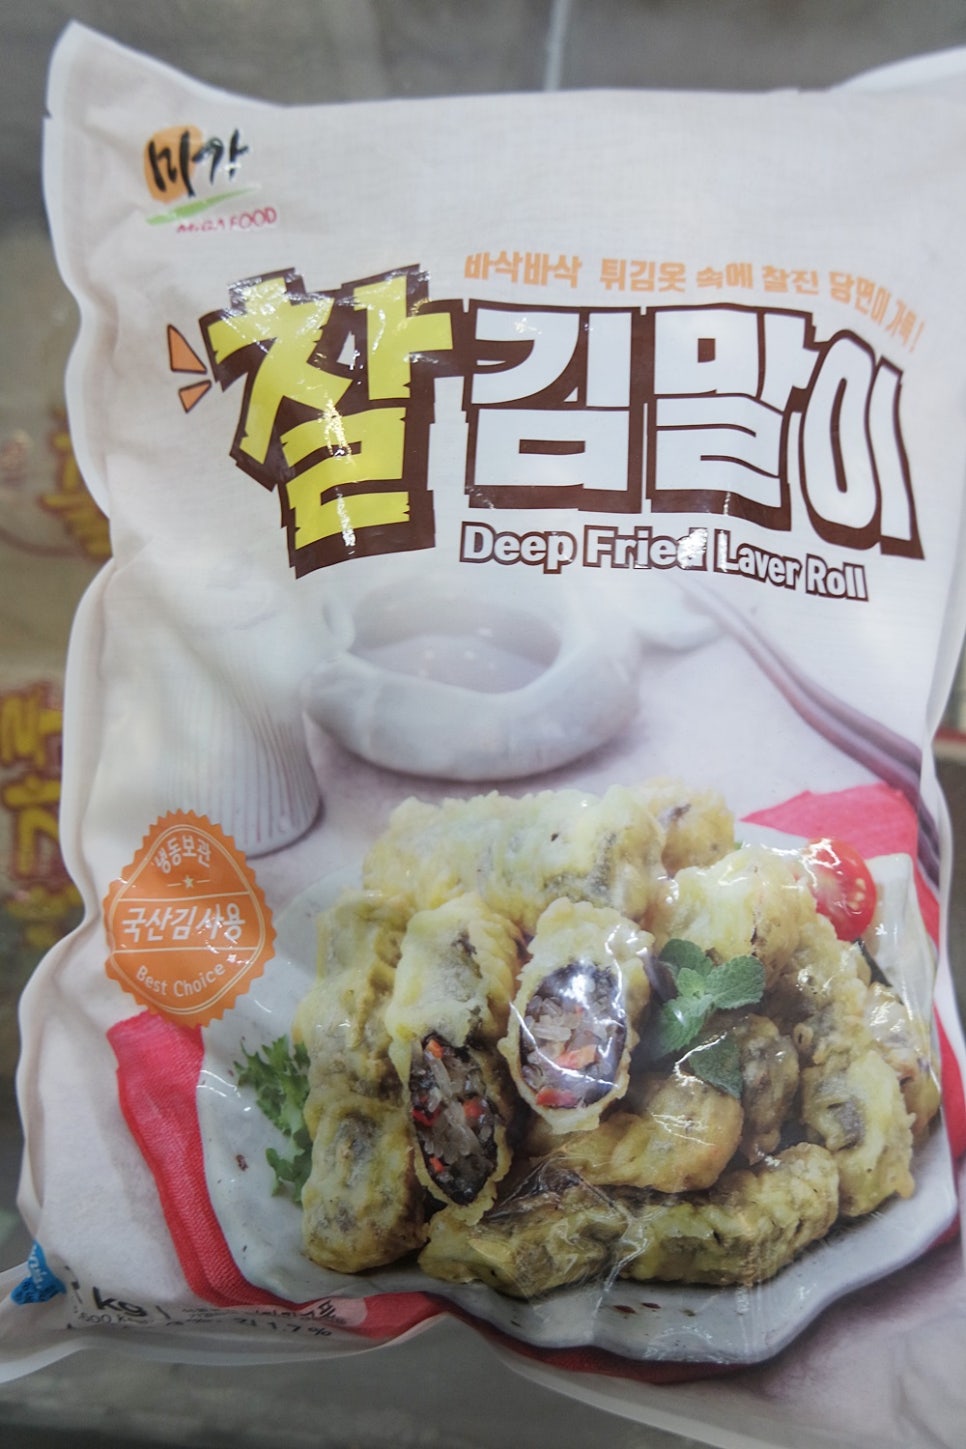 미가
MIGA FOOD
바삭바삭 튀김옷 속에 찰진 당면이 가득!
참김말이
Deep Fried Laver Roll
냉동보관
국산김사용
Best Choice
kg